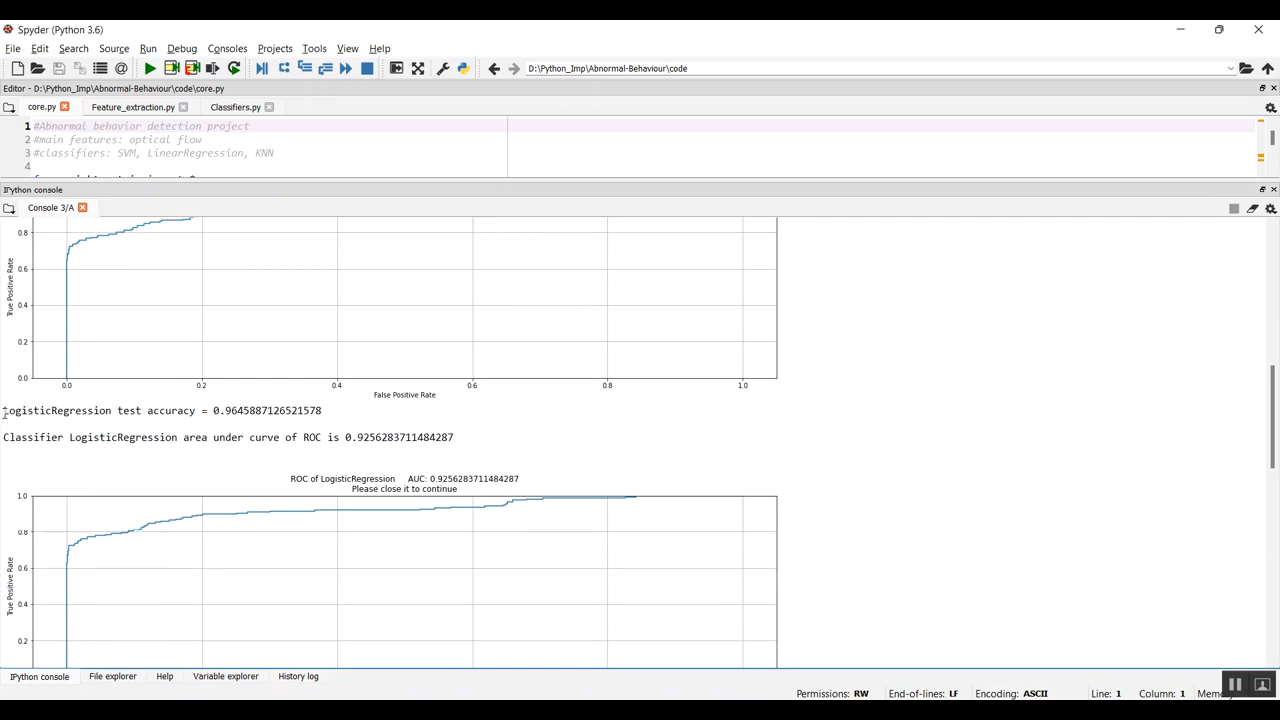 Spyder (Python 3.6)
File Edit Search Source Run Debug Consoles Projects Tools View Help
D:\Python_Imp\Abnormal-Behaviour\code
Editor - D:\Python_Imp\Abnormal-Behaviour\code\core.py
core.py Feature_extraction.py Classifiers.py
1 #Abnormal behavior detection project
2 #main features: optical flow
3 #classifiers: SVM, LinearRegression, KNN
4
IPython console
Console 3/A
0.8
0.6
0.4
0.2
0.0
True Positive Rate
0.0 0.2 0.4 0.6 0.8 1.0
False Positive Rate
LogisticRegression test accuracy = 0.9645887126521578
Classifier LogisticRegression area under curve of ROC is 0.9256283711484287
ROC of LogisticRegression AUC: 0.9256283711484287
Please close it to continue
1.0
0.8
0.6
0.4
0.2
True Positive Rate
IPython console File explorer Help Variable explorer History log
Permissions: RW End-of-lines: LF Encoding: ASCII Line: 1 Column: 1